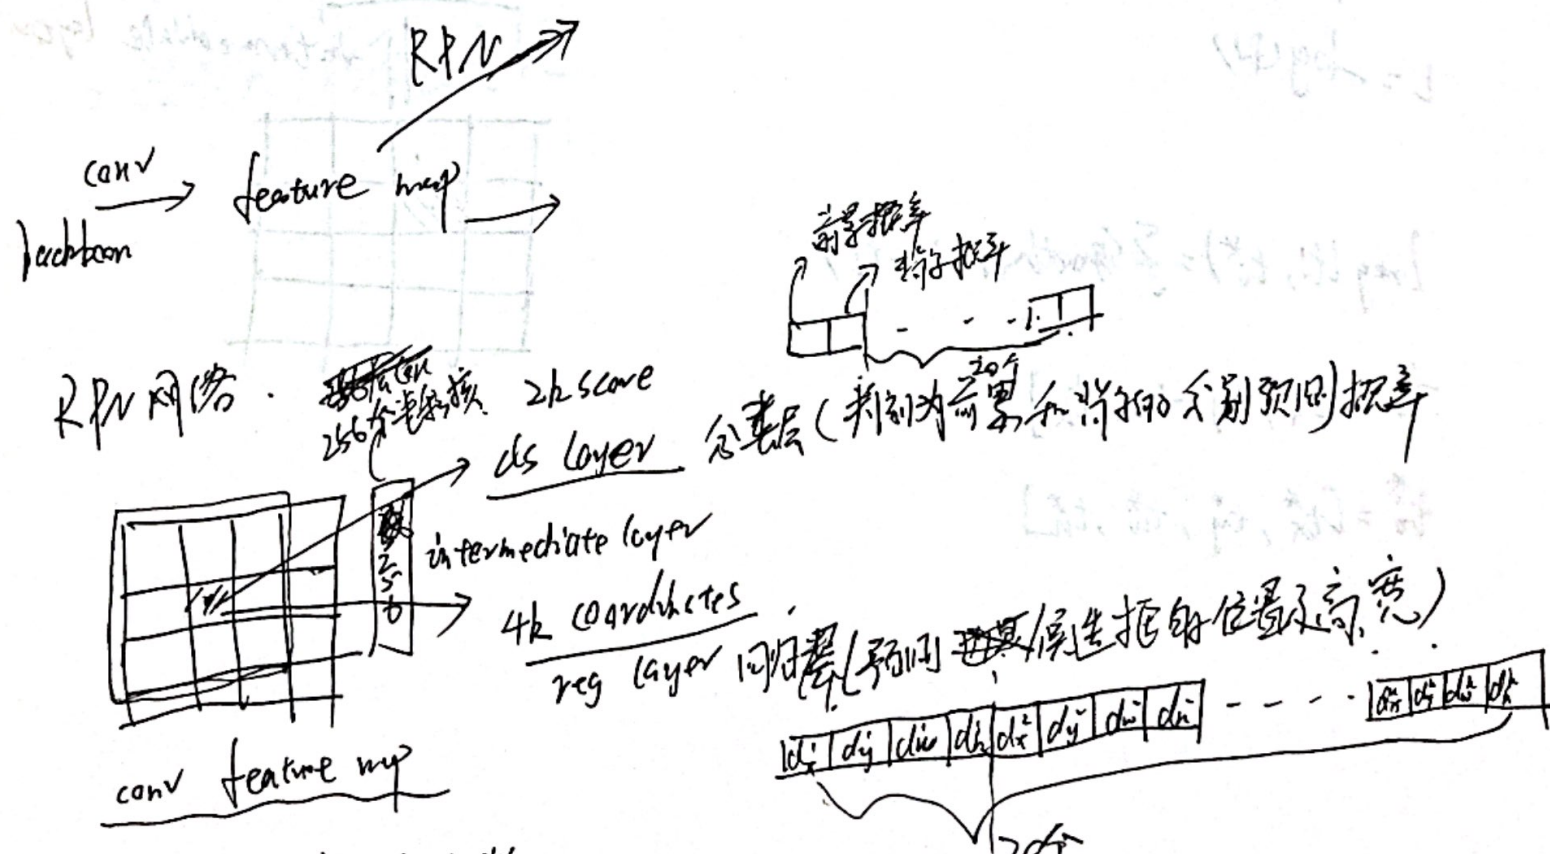 RPN
conv
feature map
backboon
前景概率
背景概率
RPN网络.
256个卷积核
2k score
20个
cls layer
分类层(判别为前景和背景的分别预测概率
256
intermediate layer
4k coordinates
reg layer 回归层(预测候选框的位置及高宽)
conv feature map